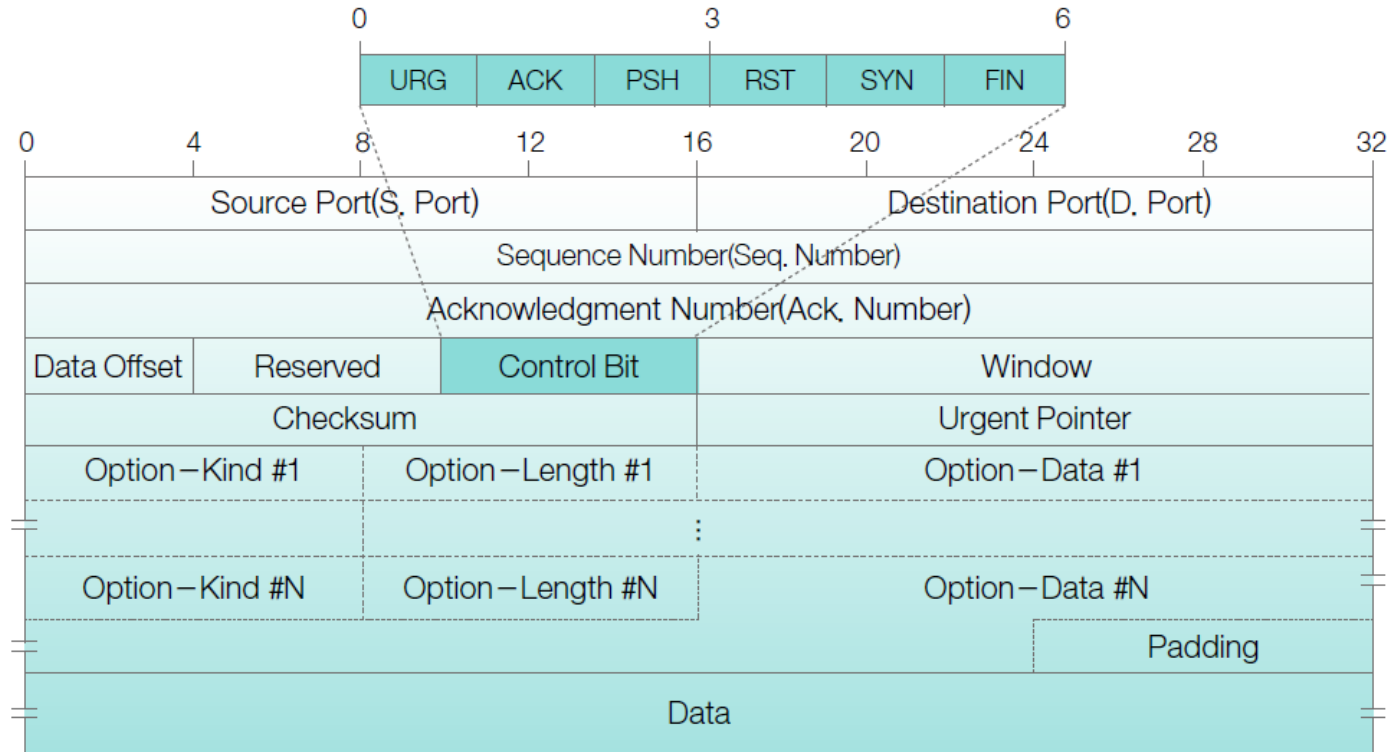 0 3 6
URG ACK PSH RST SYN FIN
0 4 8 12 16 20 24 28 32
Source Port(S. Port) Destination Port(D. Port)
Sequence Number(Seq. Number)
Acknowledgment Number(Ack. Number)
Data Offset Reserved Control Bit Window
Checksum Urgent Pointer
Option-Kind #1 Option-Length #1 Option-Data #1
⋮
Option-Kind #N Option-Length #N Option-Data #N
Padding
Data